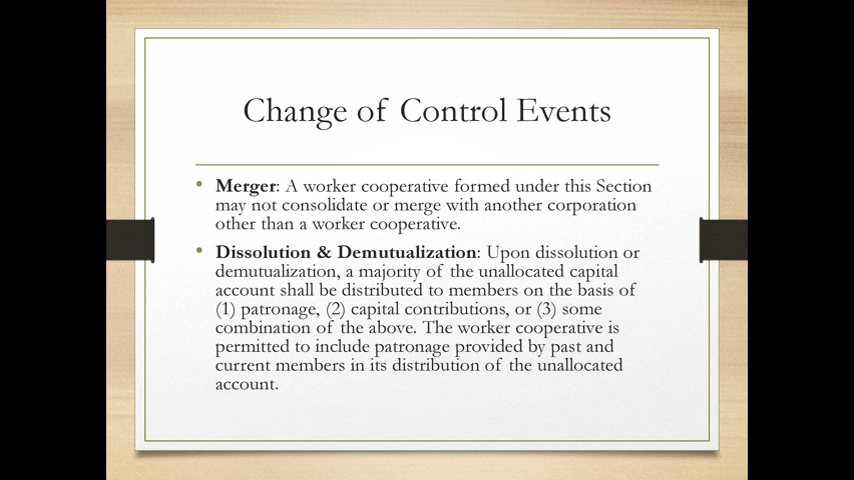 Change of Control Events
• Merger: A worker cooperative formed under this Section
may not consolidate or merge with another corporation
other than a worker cooperative.
• Dissolution & Demutualization: Upon dissolution or
demutualization, a majority of the unallocated capital
account shall be distributed to members on the basis of
(1) patronage, (2) capital contributions, or (3) some
combination of the above. The worker cooperative is
permitted to include patronage provided by past and
current members in its distribution of the unallocated
account.